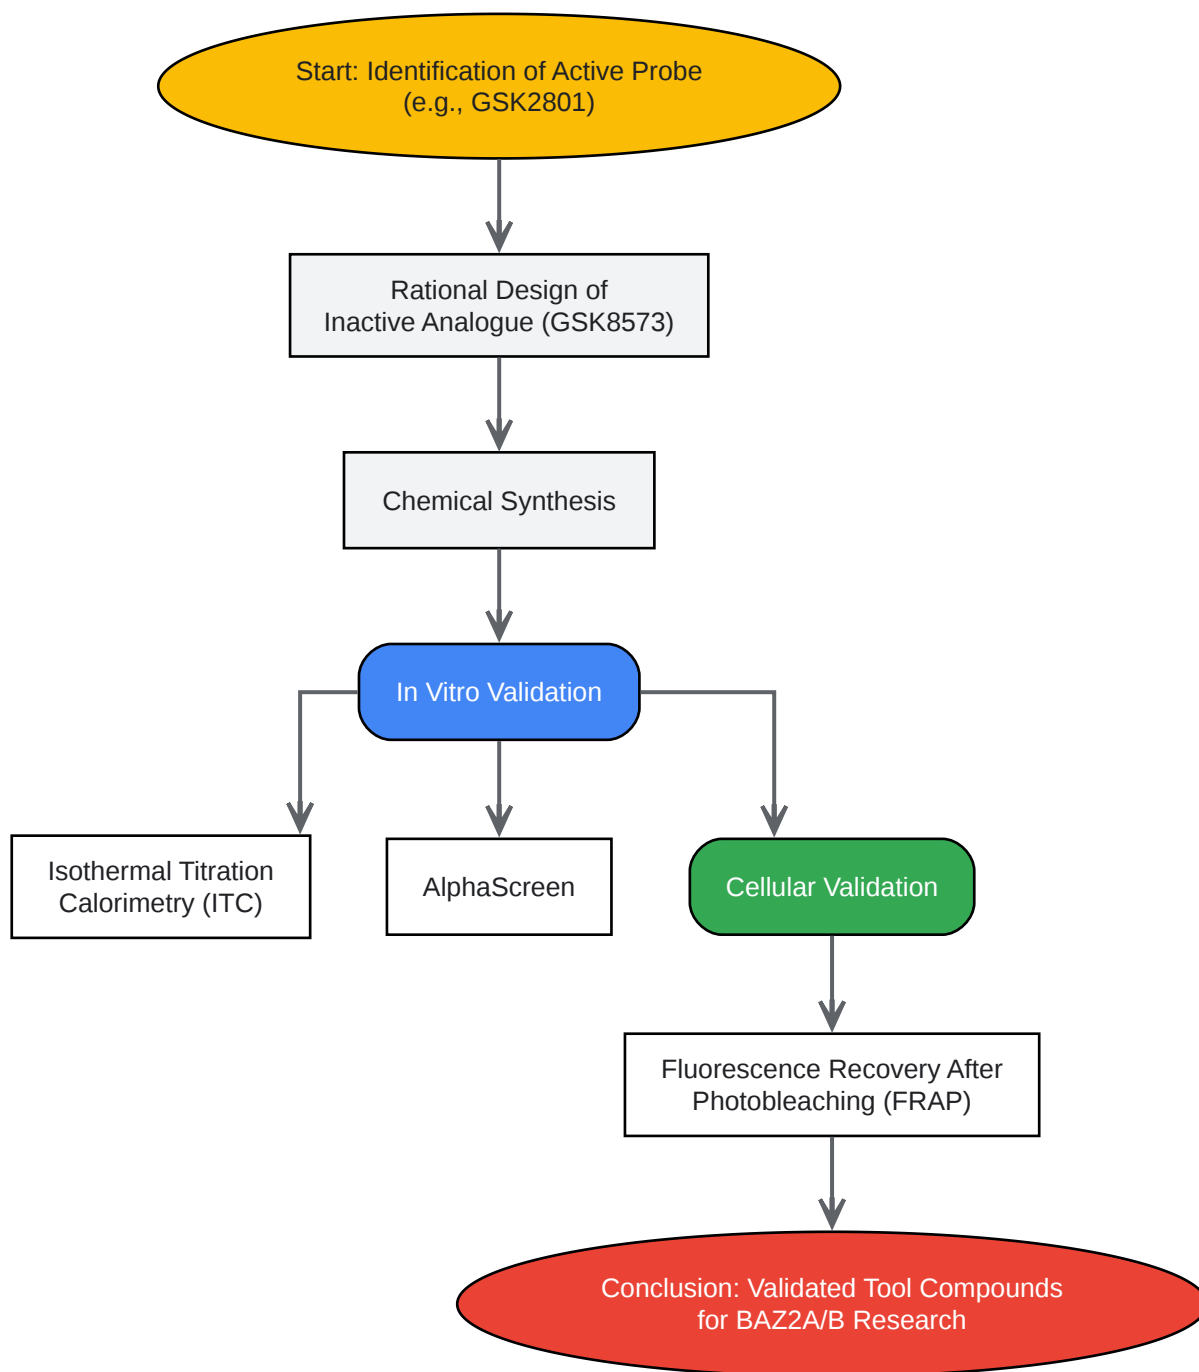 Start: Identification of Active Probe
(e.g., GSK2801)
Rational Design of
Inactive Analogue (GSK8573)
Chemical Synthesis
In Vitro Validation
Isothermal Titration
Calorimetry (ITC)
AlphaScreen
Cellular Validation
Fluorescence Recovery After
Photobleaching (FRAP)
Conclusion: Validated Tool Compounds
for BAZ2A/B Research